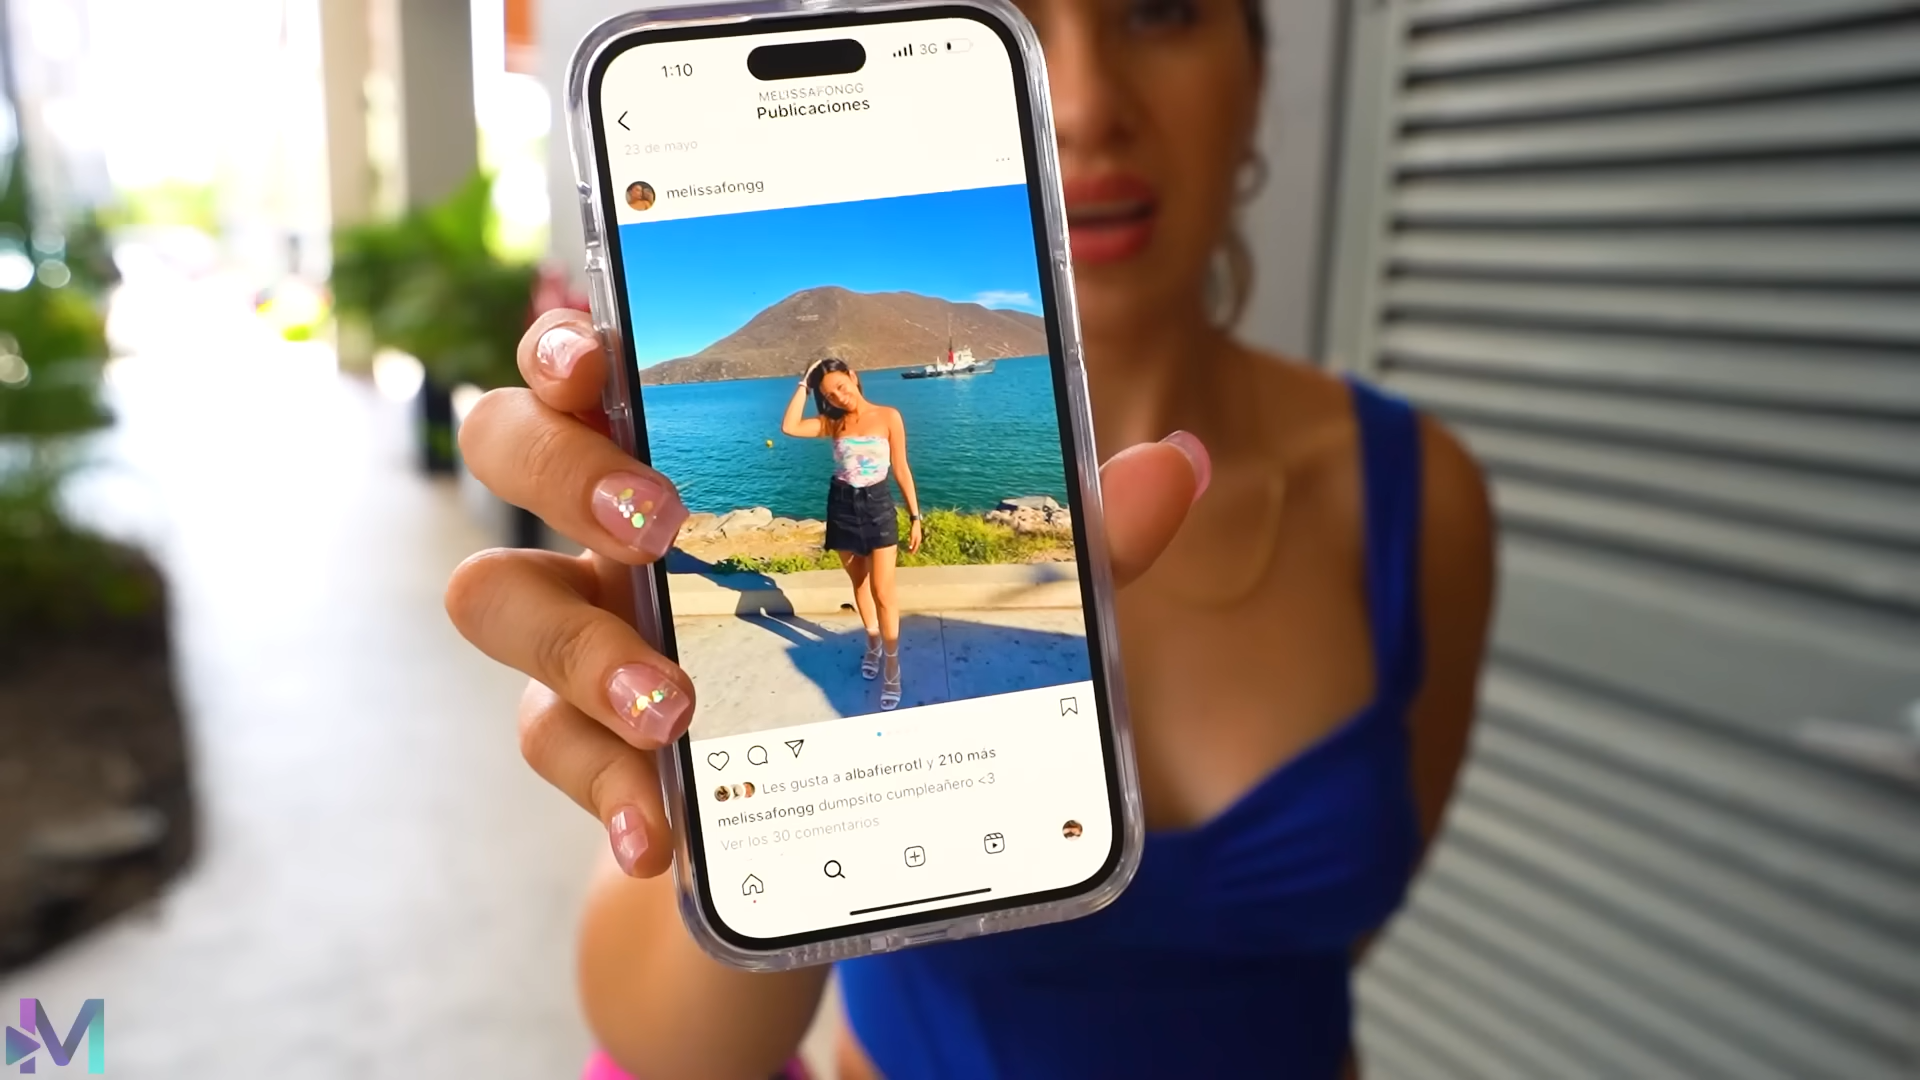 1:10
3G
MELISSAFONGG
Publicaciones
23 de mayo
melissafongg
Les gusta a albafierrotl y 210 más
melissafongg dumpsito cumpleañero <3
Ver los 30 comentarios
M